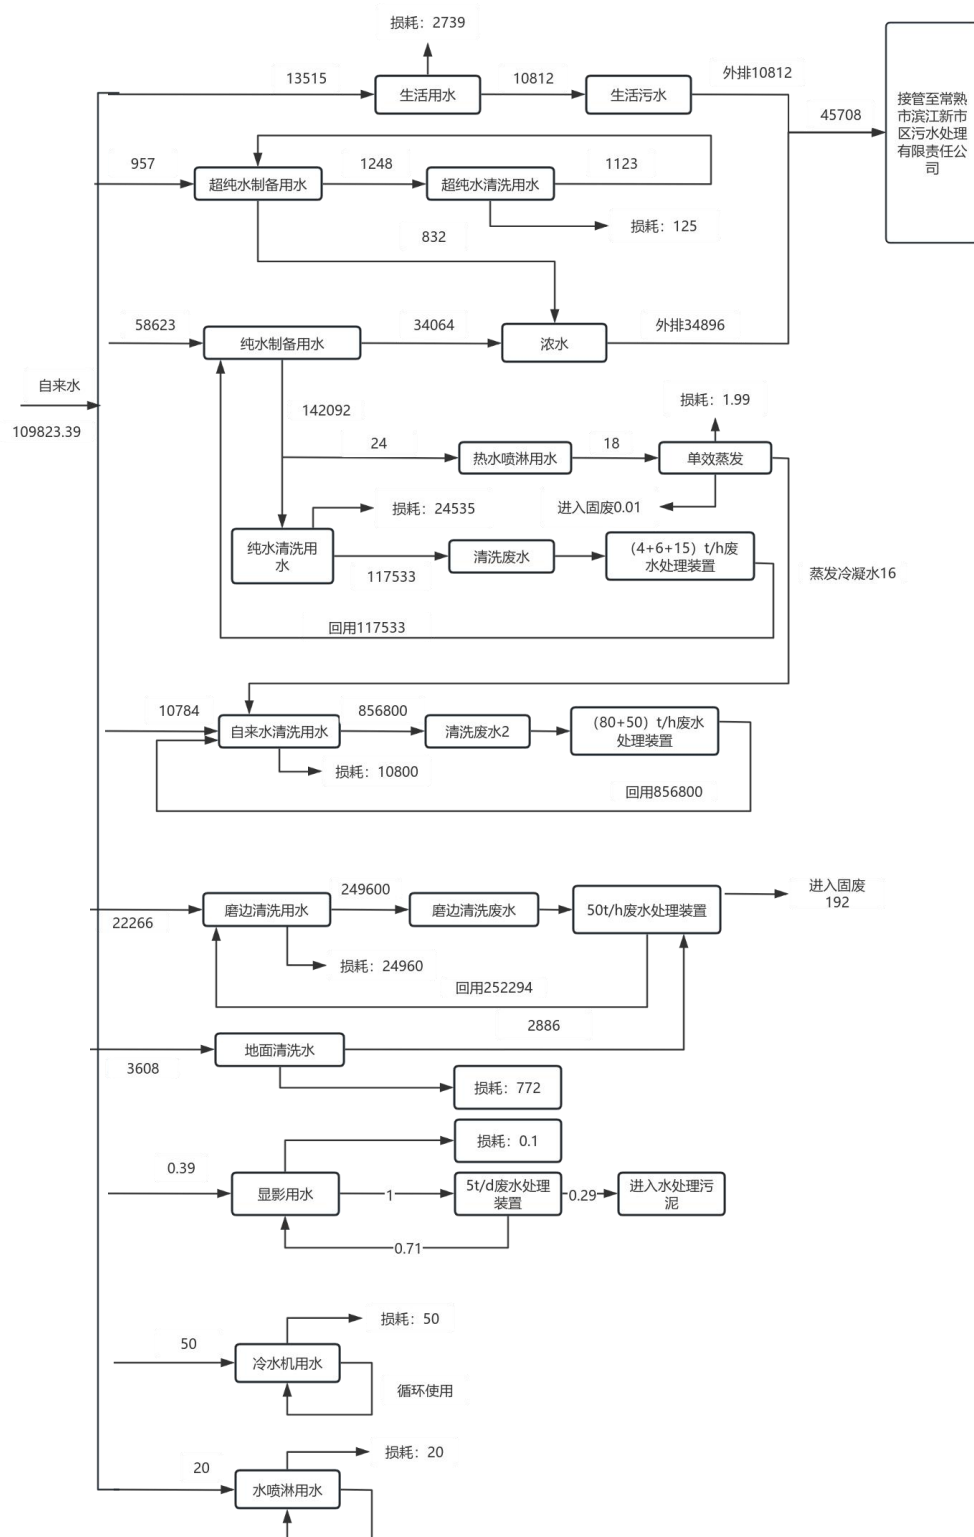 损耗：2739
13515
生活用水
10812
生活污水
外排10812
45708
接管至常熟
市滨江新市
区污水处理
有限责任公
司
957
超纯水制备用水
1248
超纯水清洗用水
1123
损耗：125
832
58623
纯水制备用水
34064
浓水
外排34896
自来水
109823.39
142092
24
热水喷淋用水
18
单效蒸发
损耗：1.99
进入固废0.01
损耗：24535
纯水清洗用
水
117533
清洗废水
（4+6+15）t/h废
水处理装置
蒸发冷凝水16
回用117533
10784
自来水清洗用水
856800
清洗废水2
（80+50）t/h废水
处理装置
损耗：10800
回用856800
22266
磨边清洗用水
249600
磨边清洗废水
50t/h废水处理装置
进入固废
192
损耗：24960
回用252294
3608
地面清洗水
2886
损耗：772
损耗：0.1
0.39
显影用水
1
5t/d废水处理
装置
0.29
进入水处理污
泥
0.71
损耗：50
50
冷水机用水
循环使用
损耗：20
20
水喷淋用水